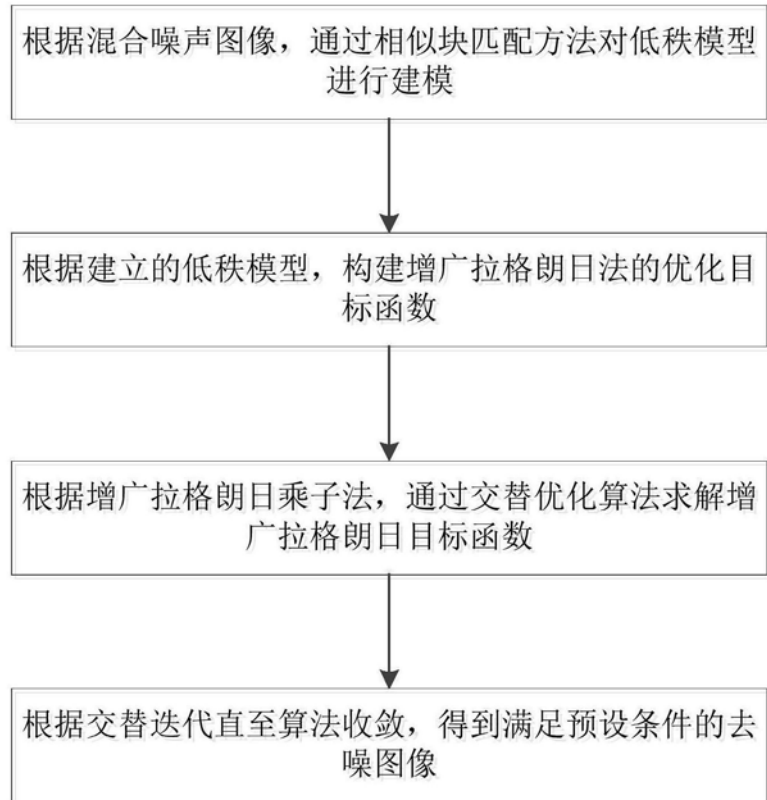 根据混合噪声图像，通过相似块匹配方法对低秩模型
进行建模
根据建立的低秩模型，构建增广拉格朗日法的优化目
标函数
根据增广拉格朗日乘子法，通过交替优化算法求解增
广拉格朗日目标函数
根据交替迭代直至算法收敛，得到满足预设条件的去
噪图像